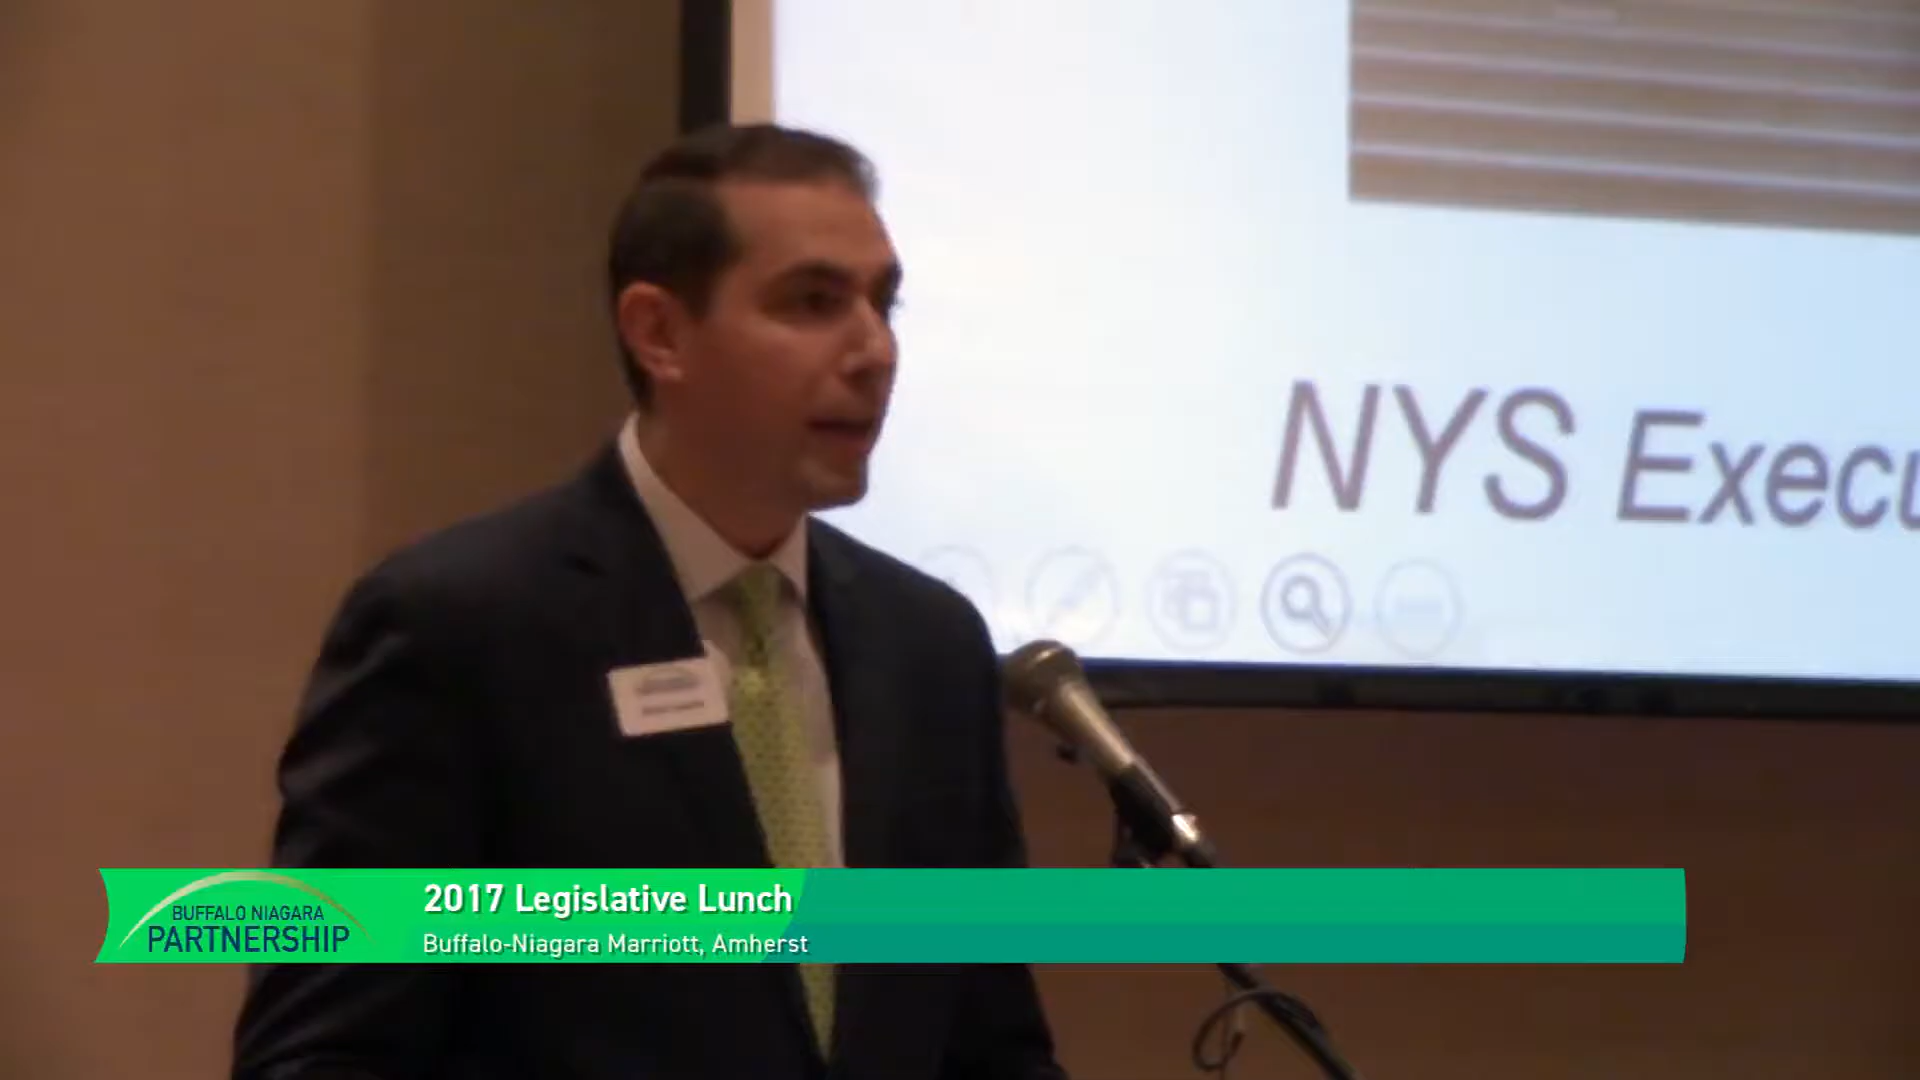 NYS Execu
BUFFALO NIAGARA
PARTNERSHIP
2017 Legislative Lunch
Buffalo-Niagara Marriott, Amherst